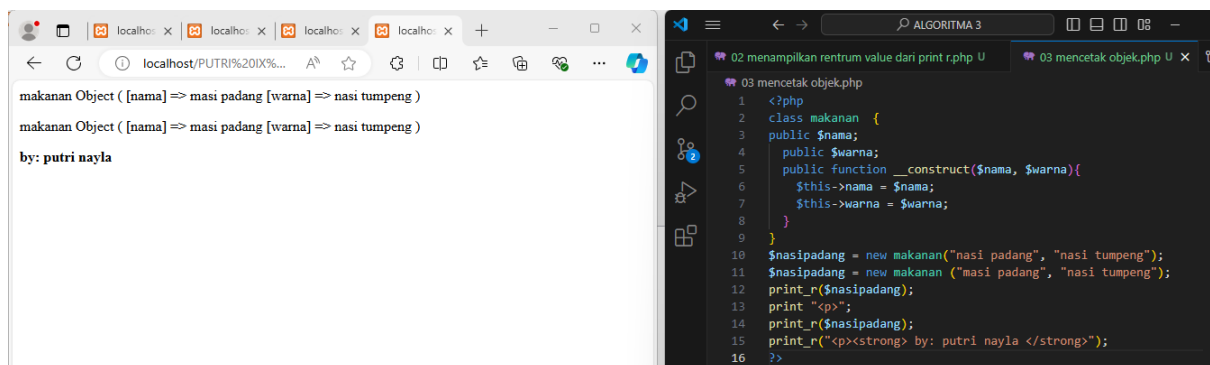 localhos
localhos
localhos
localhos
localhost/PUTRI%20IX%...
makanan Object ( [nama] => masi padang [warna] => nasi tumpeng )
makanan Object ( [nama] => masi padang [warna] => nasi tumpeng )
by: putri nayla
ALGORITMA 3
02 menampilkan rentrum value dari print r.php U
03 mencetak objek.php U
03 mencetak objek.php
2
1 <?php
2 class makanan  {
3 public $nama;
4 public $warna;
5 public function __construct($nama, $warna){
6 $this->nama = $nama;
7 $this->warna = $warna;
8 }
9 }
10 $nasipadang = new makanan("nasi padang", "nasi tumpeng");
11 $nasipadang = new makanan ("masi padang", "nasi tumpeng");
12 print_r($nasipadang);
13 print "<p>";
14 print_r($nasipadang);
15 print_r("<p><strong> by: putri nayla </strong>");
16 ?>